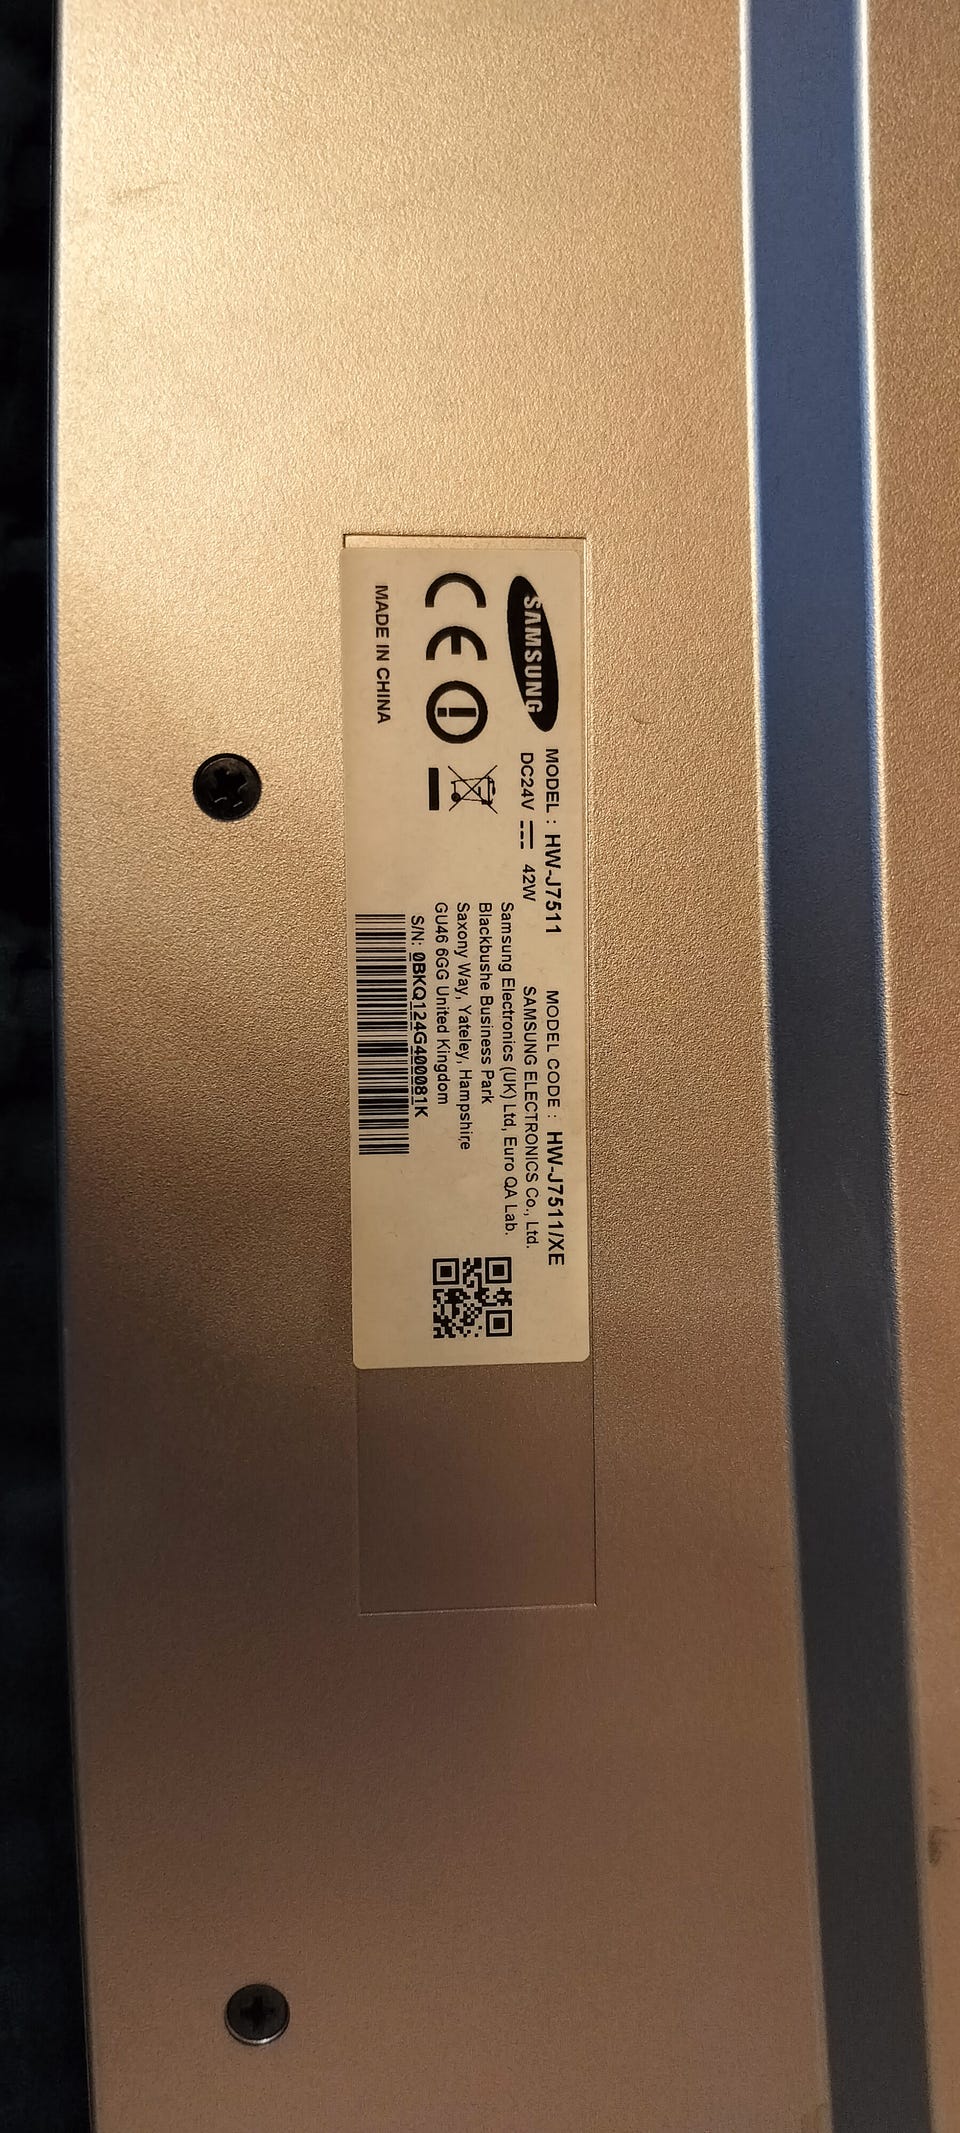 SAMSUNG
MODEL : HW-J7511 MODEL CODE : HW-J7511/XE
DC24V 42W SAMSUNG ELECTRONICS Co., Ltd.
Samsung Electronics (UK) Ltd, Euro QA Lab.
Blackbushe Business Park
Saxony Way, Yateley, Hampshire
GU46 6GG United Kingdom
S/N: 0BKQ124G400081K
CE
MADE IN CHINA